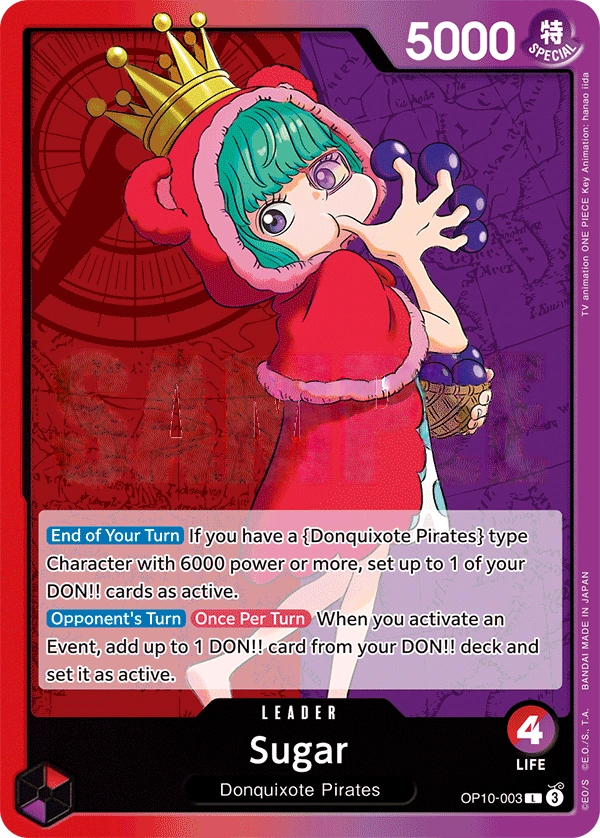 5000
特
SPECIAL
TV animation ONE PIECE Key Animation: hanao iida
SAMPLE
End of Your Turn If you have a {Donquixote Pirates} type
Character with 6000 power or more, set up to 1 of your
DON!! cards as active.
Opponent's Turn Once Per Turn When you activate an
Event, add up to 1 DON!! card from your DON!! deck and
set it as active.
LEADER
4
LIFE
Sugar
Donquixote Pirates
OP10-003 L 3
©E.O/S ©E.O./S., T.A. BANDAI MADE IN JAPAN